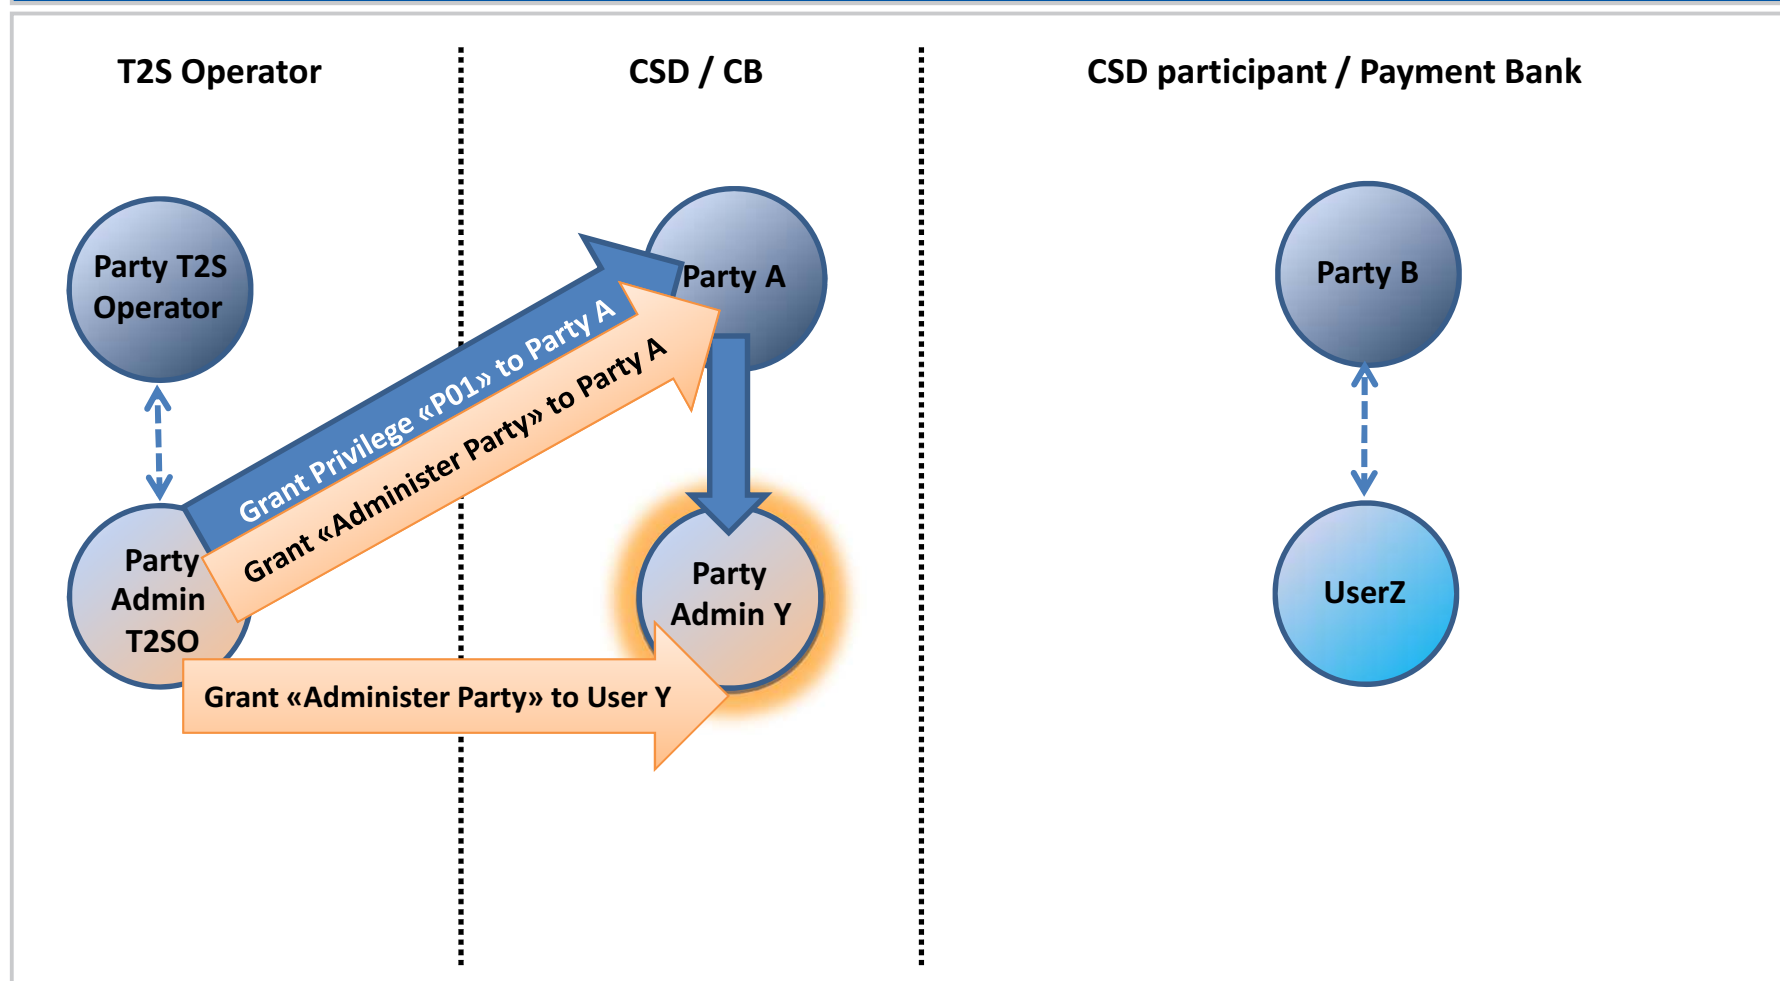 T2S Operator
CSD / CB
CSD participant / Payment Bank
Party T2S
Operator
Party A
Party B
Grant Privilege «P01» to Party A
Grant «Administer Party» to Party A
Party
Admin
T2SO
Party
Admin Y
UserZ
Grant «Administer Party» to User Y